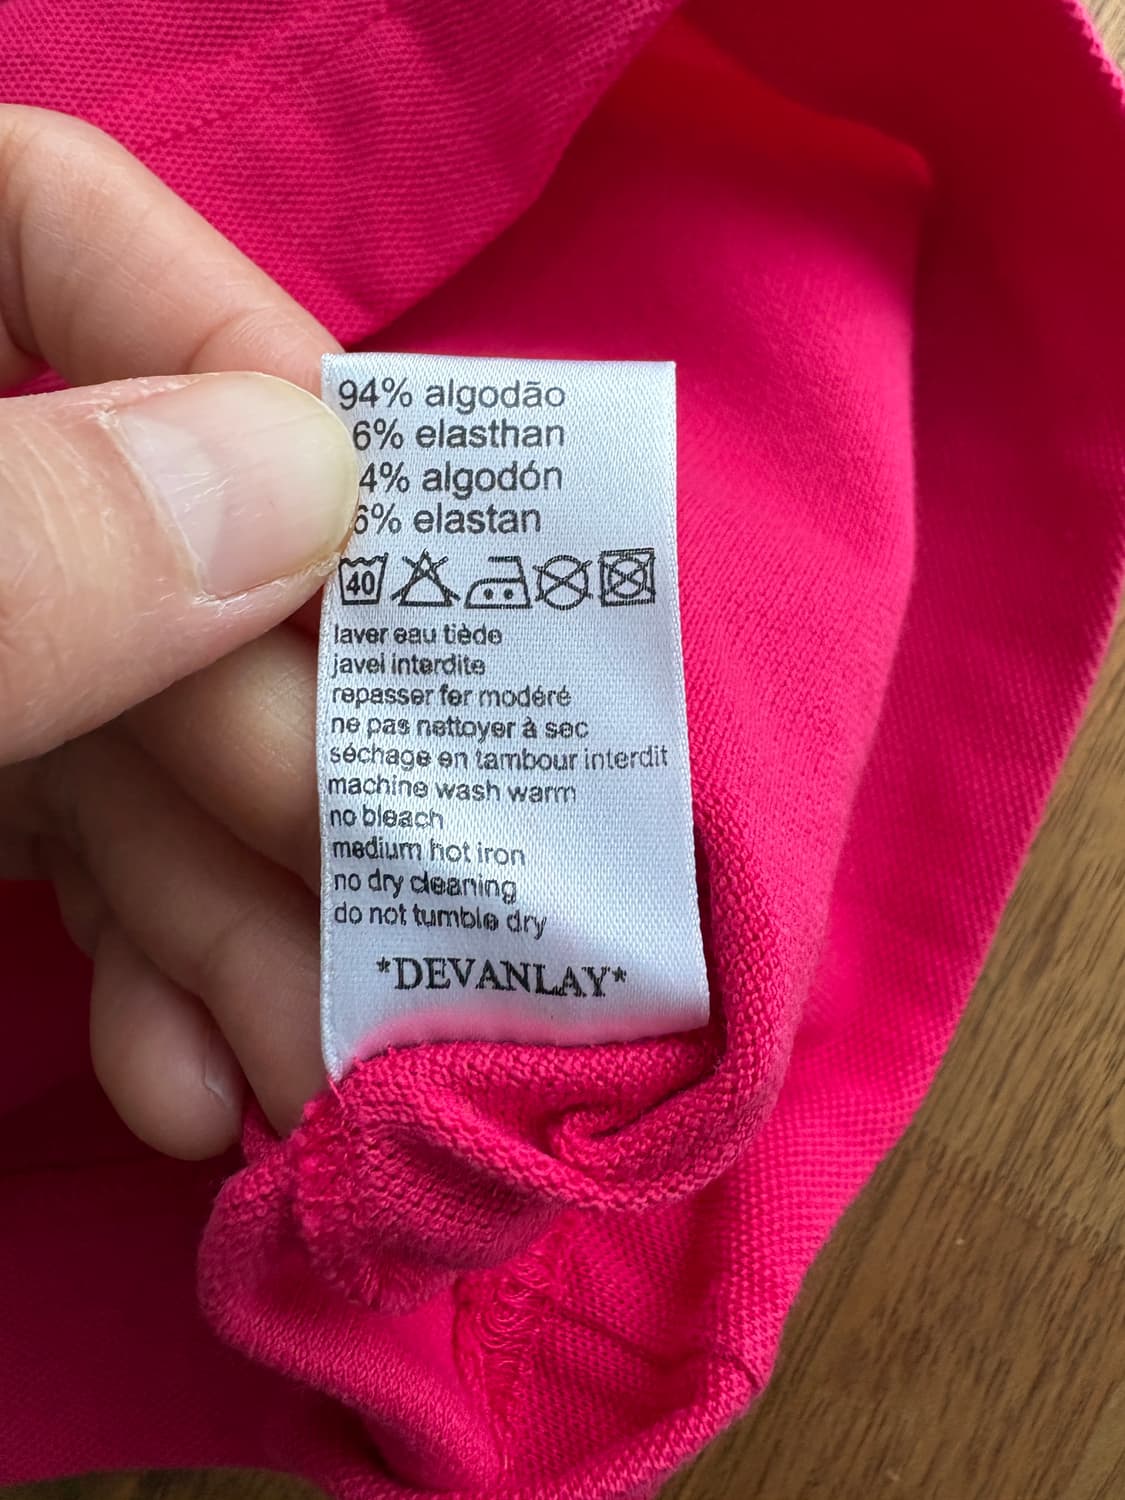 94% algodão
6% elasthan
4% algodón
6% elastan
40
laver eau tiède
javel interdite
repasser fer modéré
ne pas nettoyer à sec
séchage en tambour interdit
machine wash warm
no bleach
medium hot iron
no dry cleaning
do not tumble dry
*DEVANLAY*